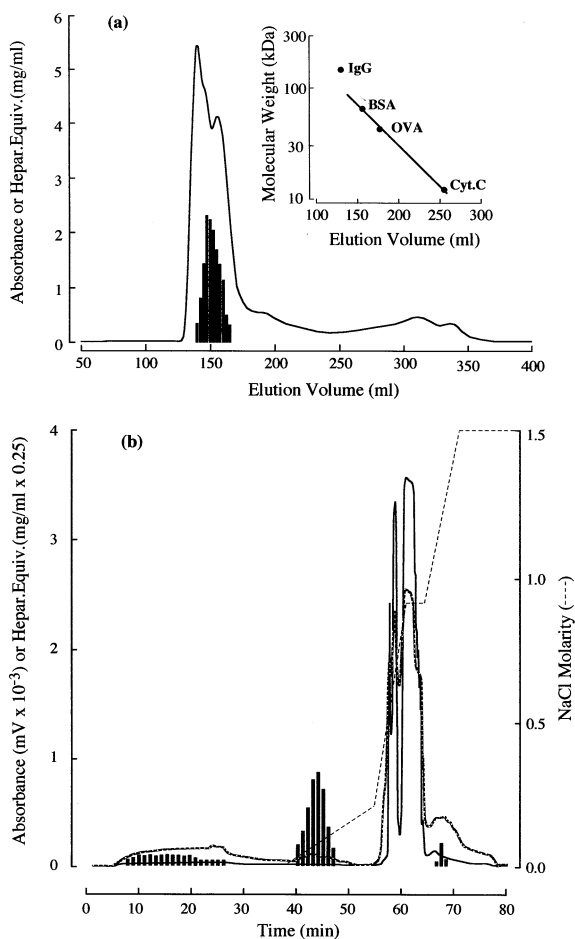 (a)
Absorbance or Hepar.Equiv.(mg/ml)
6
5
4
3
2
1
0
50 100 150 200 250 300 350 400
Elution Volume (ml)
Molecular Weight (kDa)
300
100
30
10
IgG
BSA
OVA
Cyt.C
100 150 200 250 300
Elution Volume (ml)
(b)
Absorbance (mV x 10-3) or Hepar.Equiv.(mg/ml x 0.25)
4
3
2
1
0
1.5
1.0
0.5
0.0
NaCl Molarity (----)
0 10 20 30 40 50 60 70 80
Time (min)